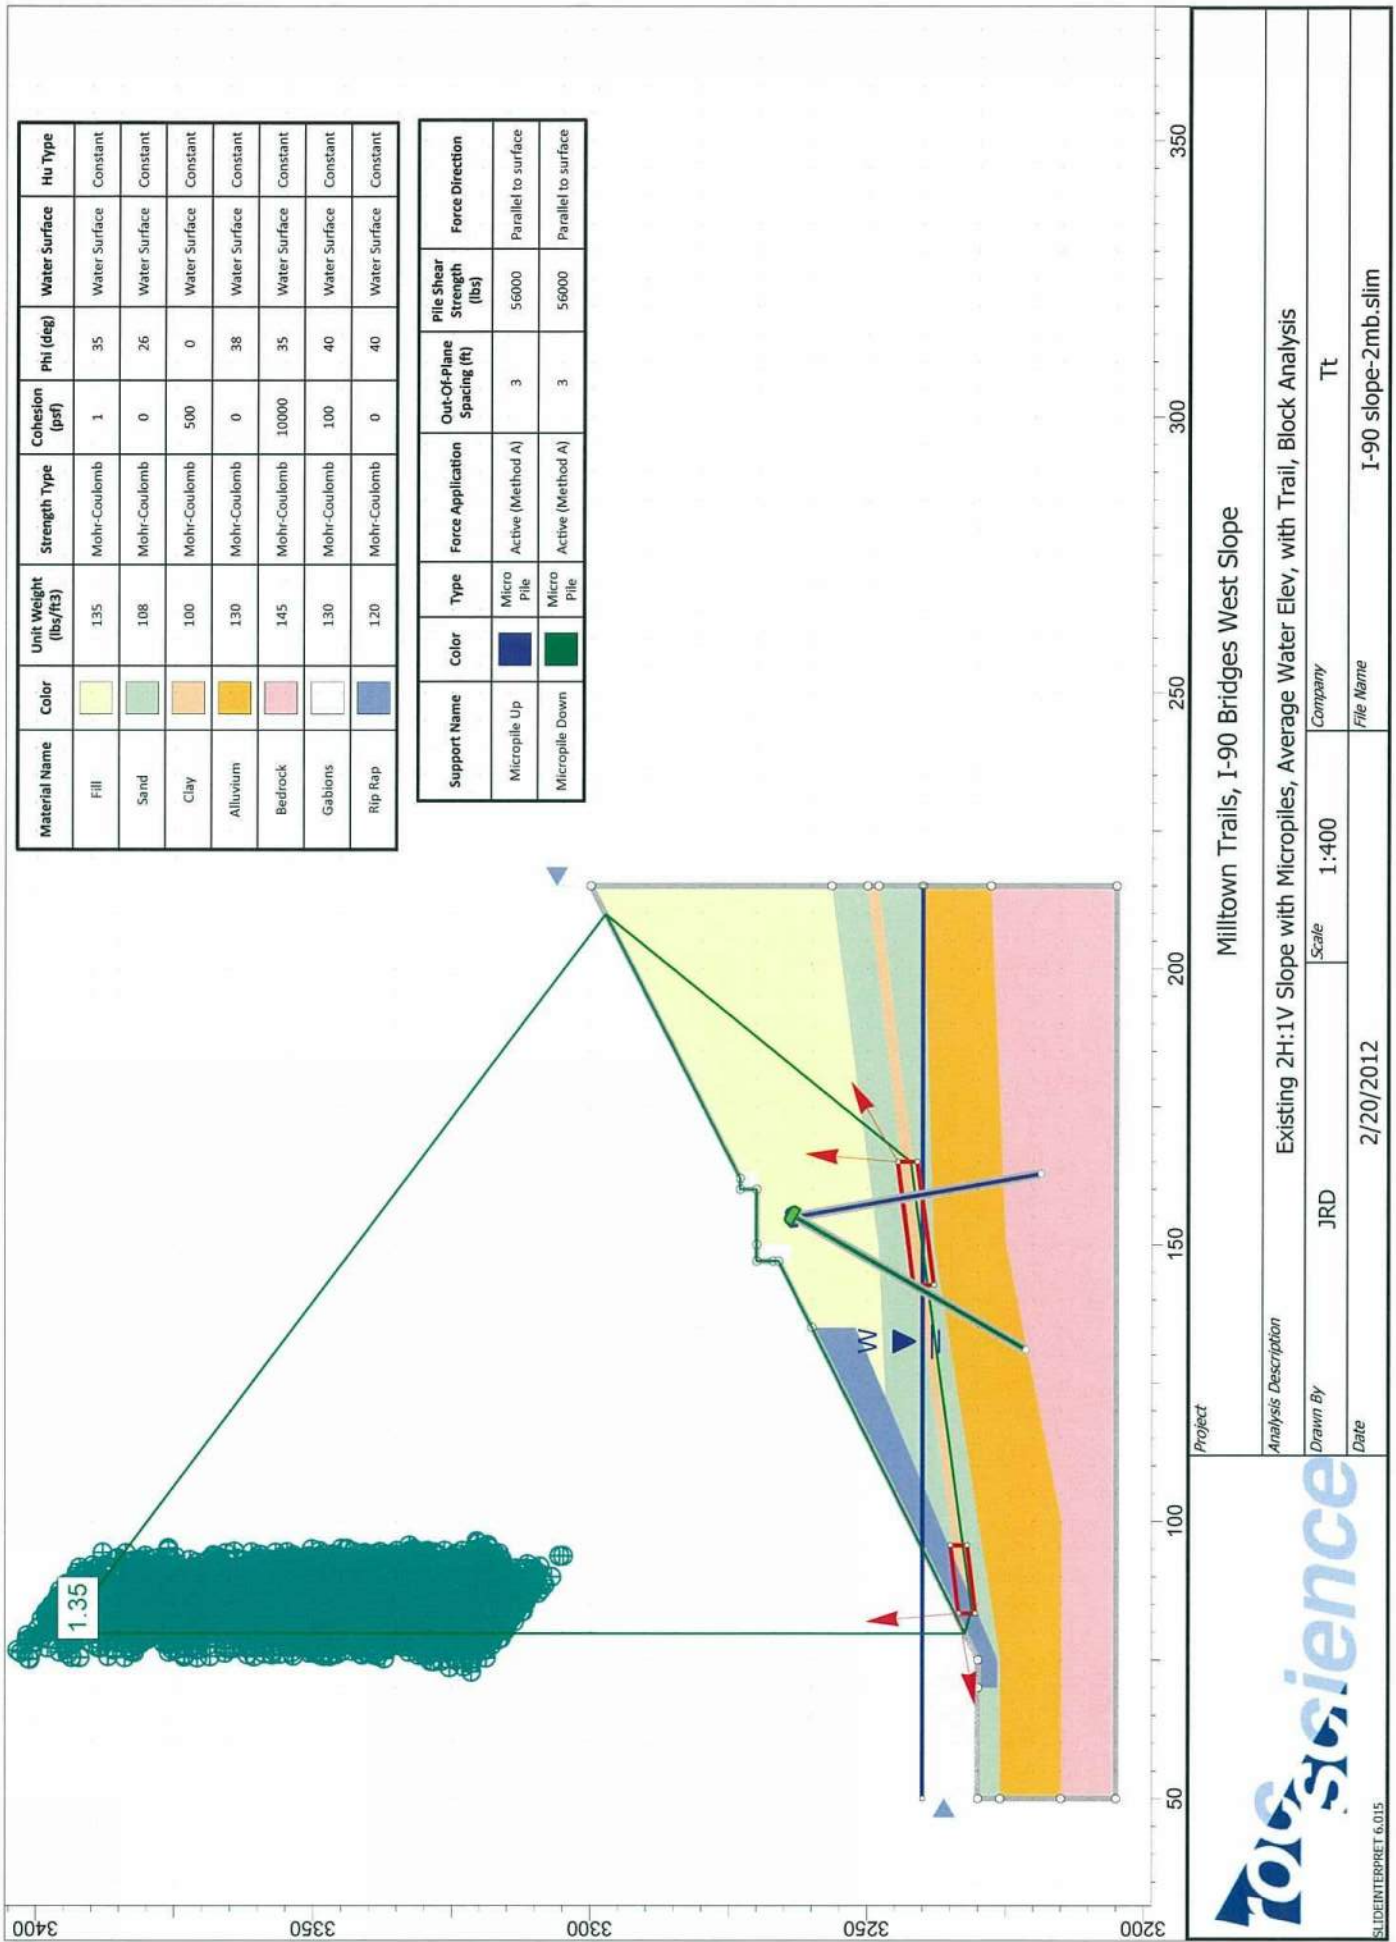 Material Name Color Unit Weight (lbs/ft3) Strength Type Cohesion (psf) Phi (deg) Water Surface Hu Type
Fill 135 Mohr-Coulomb 1 35 Water Surface Constant
Sand 108 Mohr-Coulomb 0 26 Water Surface Constant
Clay 100 Mohr-Coulomb 500 0 Water Surface Constant
Alluvium 130 Mohr-Coulomb 0 38 Water Surface Constant
Bedrock 145 Mohr-Coulomb 10000 35 Water Surface Constant
Gabions 130 Mohr-Coulomb 100 40 Water Surface Constant
Rip Rap 120 Mohr-Coulomb 0 40 Water Surface Constant
Support Name Color Type Force Application Out-Of-Plane Spacing (ft) Pile Shear Strength (lbs) Force Direction
Micropile Up Micro Pile Active (Method A) 3 56000 Parallel to surface
Micropile Down Micro Pile Active (Method A) 3 56000 Parallel to surface
1.35
W
3400
3350
3300
3250
3200
50 100 150 200 250 300 350
rocscience
SLIDEINTERPRET 6.015
Project
Milltown Trails, I-90 Bridges West Slope
Analysis Description
Existing 2H:1V Slope with Micropiles, Average Water Elev, with Trail, Block Analysis
Drawn By JRD Scale 1:400 Company Tt
Date 2/20/2012 File Name I-90 slope-2mb.slim